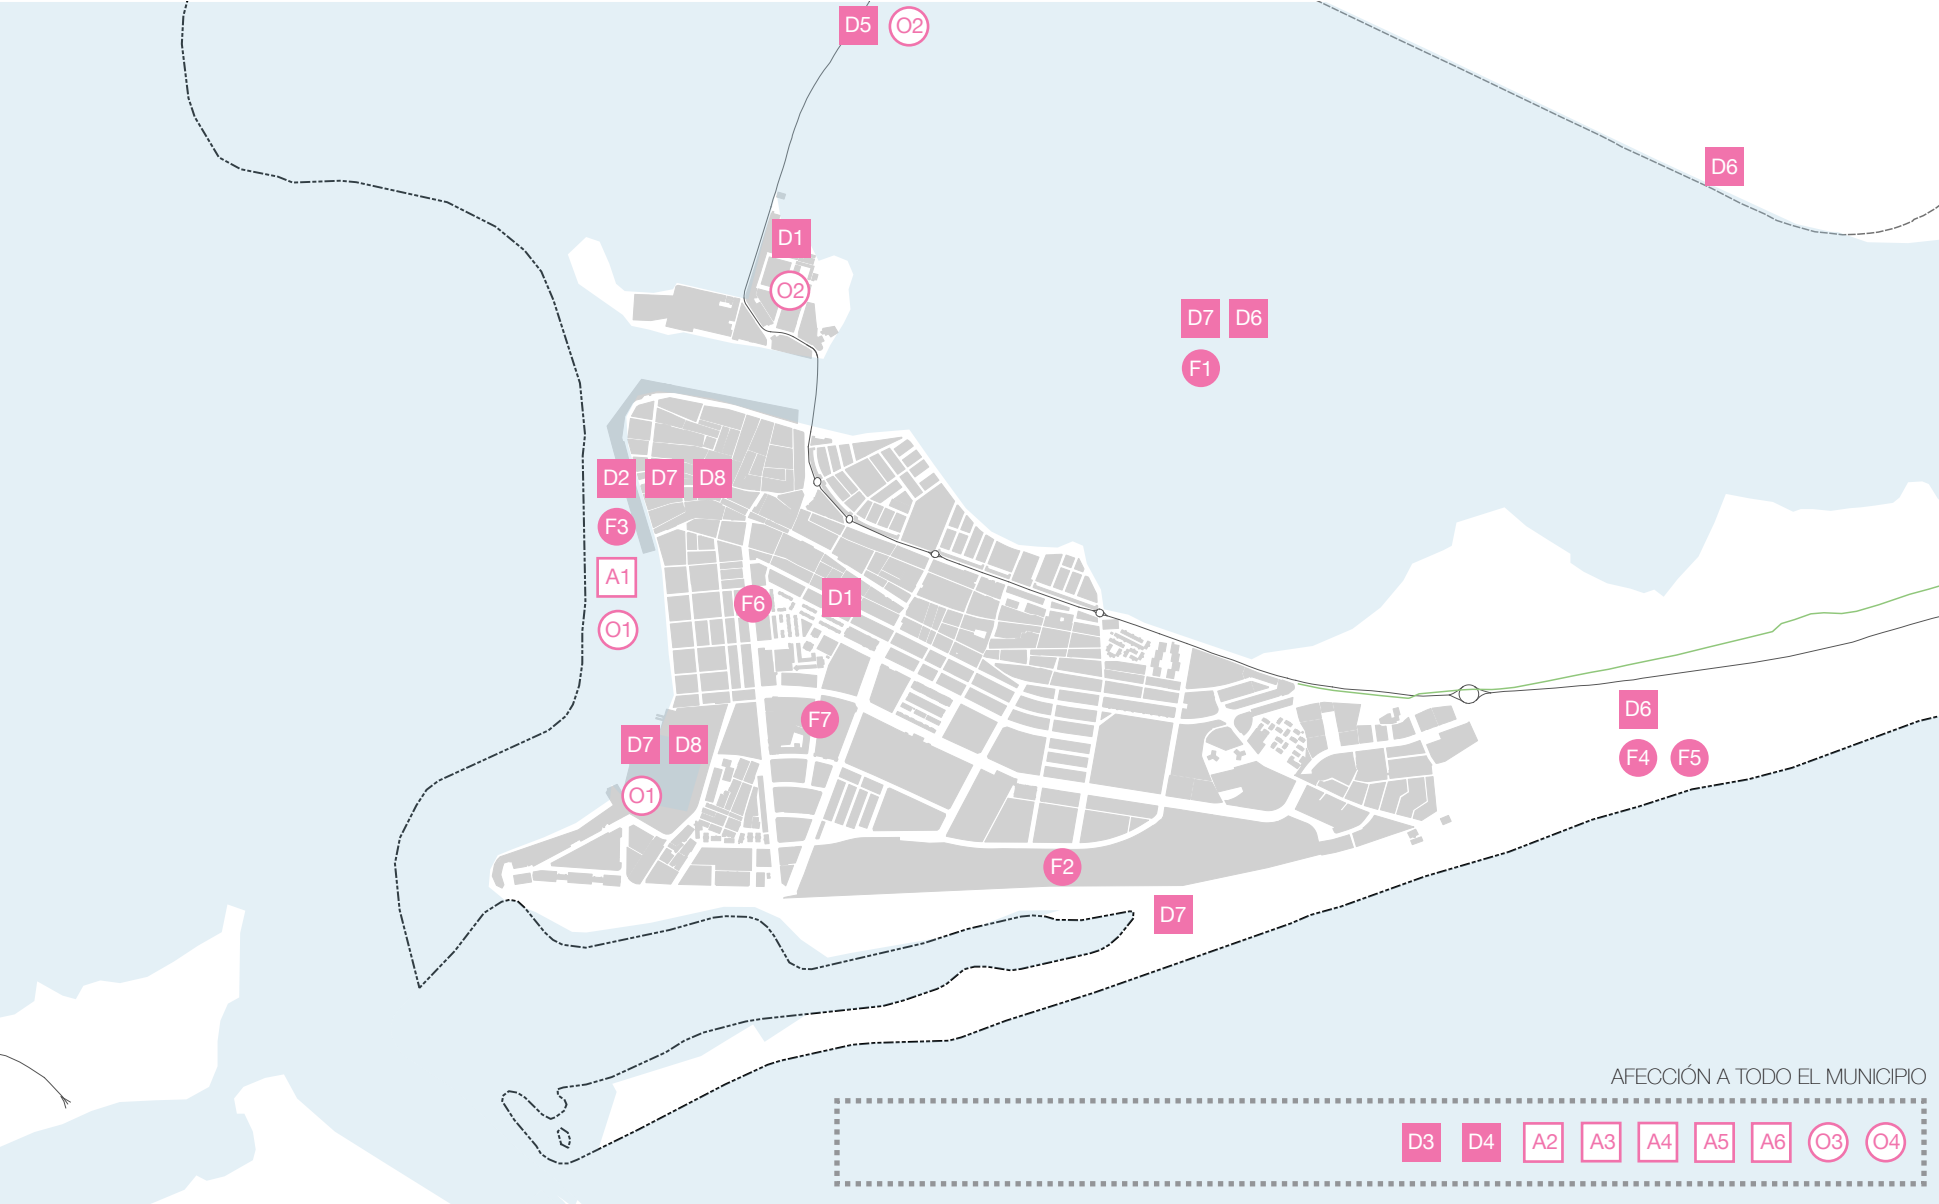 D5 O2
D6
D1
O2
D7 D6
F1
D2 D7 D8
F3
A1
F6 D1
O1
D6
F7
D7 D8
F4 F5
O1
F2
D7
AFECCIÓN A TODO EL MUNICIPIO
D3 D4 A2 A3 A4 A5 A6 O3 O4